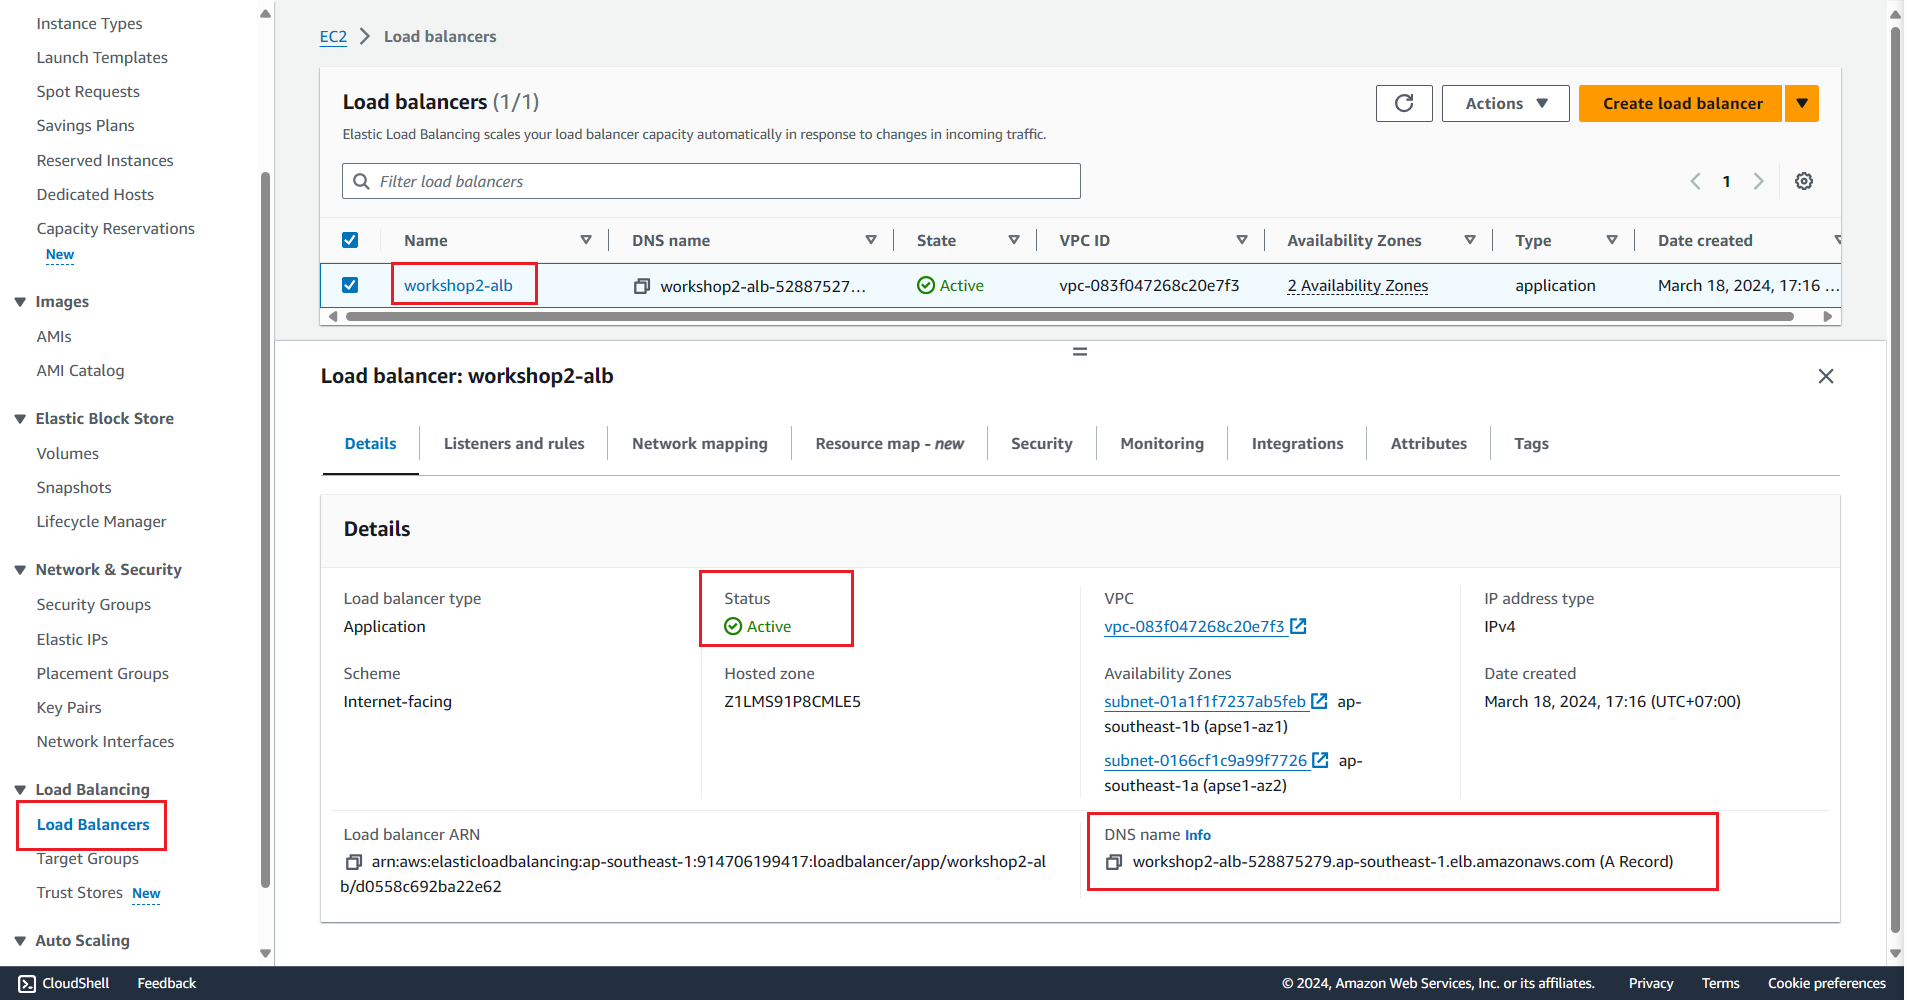 Instance Types
Launch Templates
Spot Requests
Savings Plans
Reserved Instances
Dedicated Hosts
Capacity Reservations
New
Images
AMIs
AMI Catalog
Elastic Block Store
Volumes
Snapshots
Lifecycle Manager
Network & Security
Security Groups
Elastic IPs
Placement Groups
Key Pairs
Network Interfaces
Load Balancing
Load Balancers
Target Groups
Trust Stores New
Auto Scaling
EC2 Load balancers
Load balancers (1/1)
Actions
Create load balancer
Elastic Load Balancing scales your load balancer capacity automatically in response to changes in incoming traffic.
Filter load balancers
1
Name DNS name State VPC ID Availability Zones Type Date created
workshop2-alb workshop2-alb-52887527... Active vpc-083f047268c20e7f3 2 Availability Zones application March 18, 2024, 17:16 ...
Load balancer: workshop2-alb
Details Listeners and rules Network mapping Resource map - new Security Monitoring Integrations Attributes Tags
Details
Load balancer type
Application
Status
Active
VPC
vpc-083f047268c20e7f3
IP address type
IPv4
Scheme
Internet-facing
Hosted zone
Z1LMS91P8CMLE5
Availability Zones
subnet-01a1f1f7237ab5feb ap-
southeast-1b (apse1-az1)
subnet-0166cf1c9a99f7726 ap-
southeast-1a (apse1-az2)
Date created
March 18, 2024, 17:16 (UTC+07:00)
Load balancer ARN
arn:aws:elasticloadbalancing:ap-southeast-1:914706199417:loadbalancer/app/workshop2-al
b/d0558c692ba22e62
DNS name Info
workshop2-alb-528875279.ap-southeast-1.elb.amazonaws.com (A Record)
CloudShell Feedback © 2024, Amazon Web Services, Inc. or its affiliates. Privacy Terms Cookie preferences